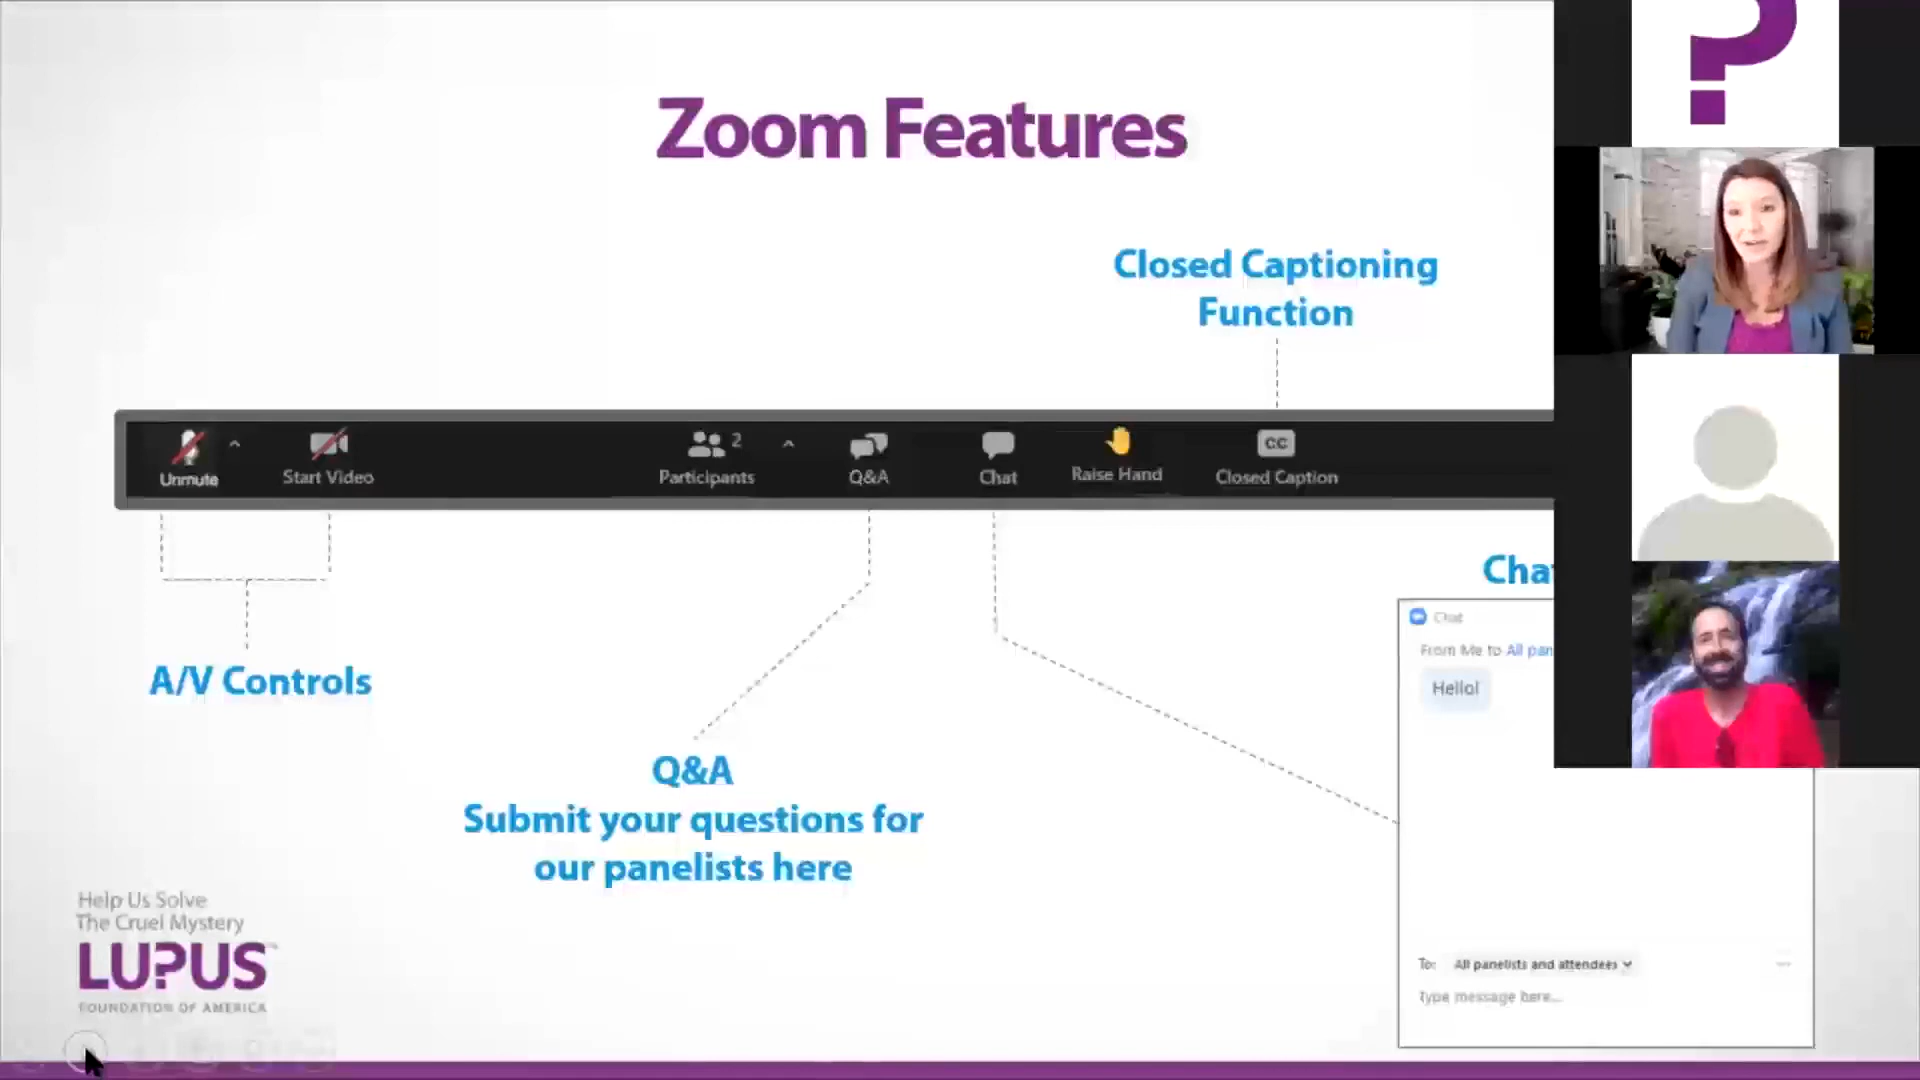 Zoom Features
Closed Captioning
Function
Unmute
Start Video
2
Participants
Q&A
Chat
Raise Hand
CC
Closed Caption
A/V Controls
Q&A
Submit your questions for
our panelists here
Chat
From Me to All pan
Hello!
To: All panelists and attendees
Type message here...
Help Us Solve
The Cruel Mystery
LUPUS
FOUNDATION OF AMERICA